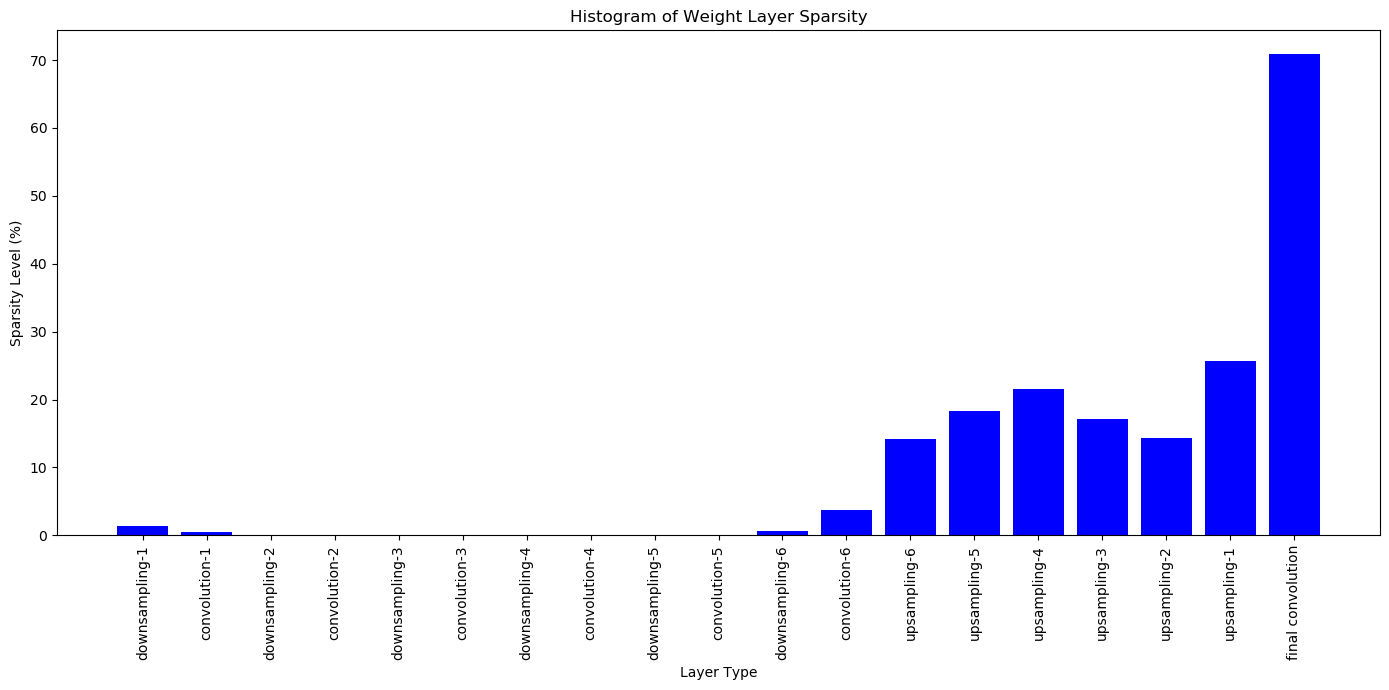 Histogram of Weight Layer Sparsity
Sparsity Level (%)
70
60
50
40
30
20
10
0
downsampling-1
convolution-1
downsampling-2
convolution-2
downsampling-3
convolution-3
downsampling-4
convolution-4
downsampling-5
convolution-5
downsampling-6
convolution-6
upsampling-6
upsampling-5
upsampling-4
upsampling-3
upsampling-2
upsampling-1
final convolution
Layer Type